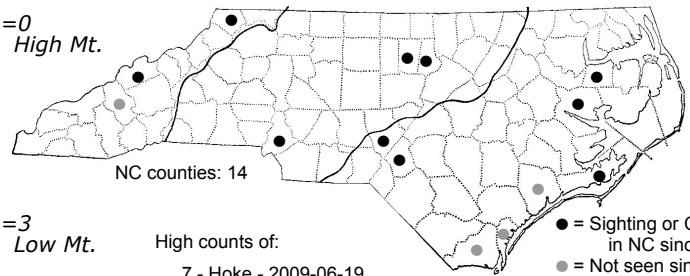 =0
High Mt.
NC counties: 14
=3
Low Mt.
High counts of:
7 - Hoke - 2009-06-19
= Sighting or
in NC sinc
= Not seen sin